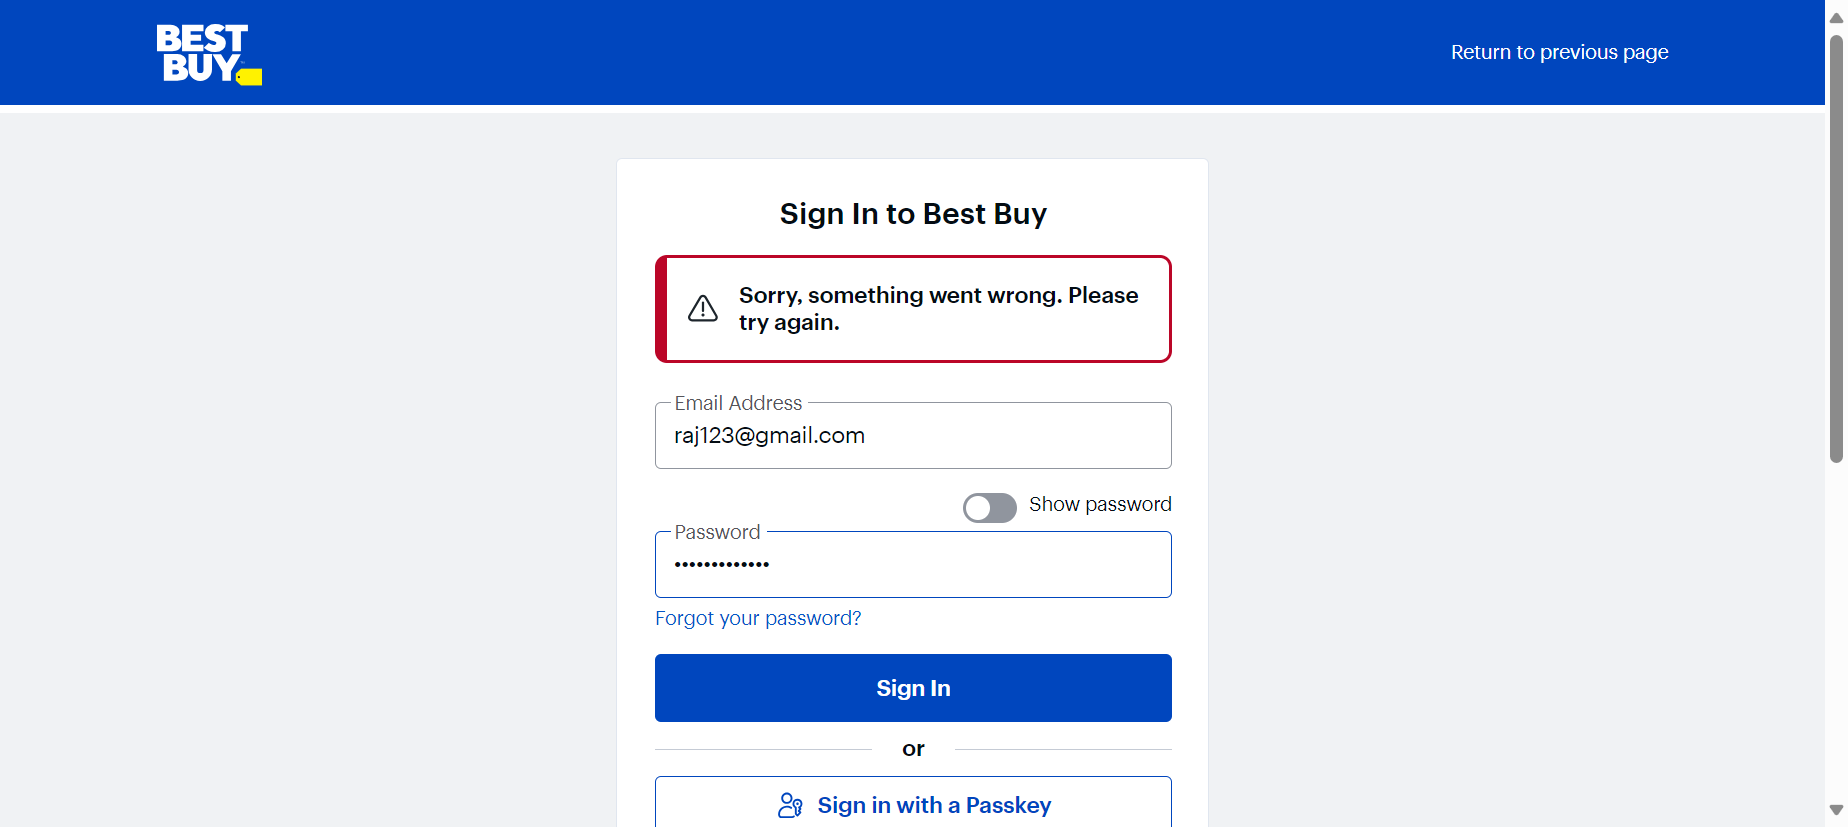 BEST
BUY
Return to previous page
Sign In to Best Buy
Sorry, something went wrong. Please
try again.
Email Address
raj123@gmail.com
Show password
Password
•••••••••••••
Forgot your password?
Sign In
or
Sign in with a Passkey